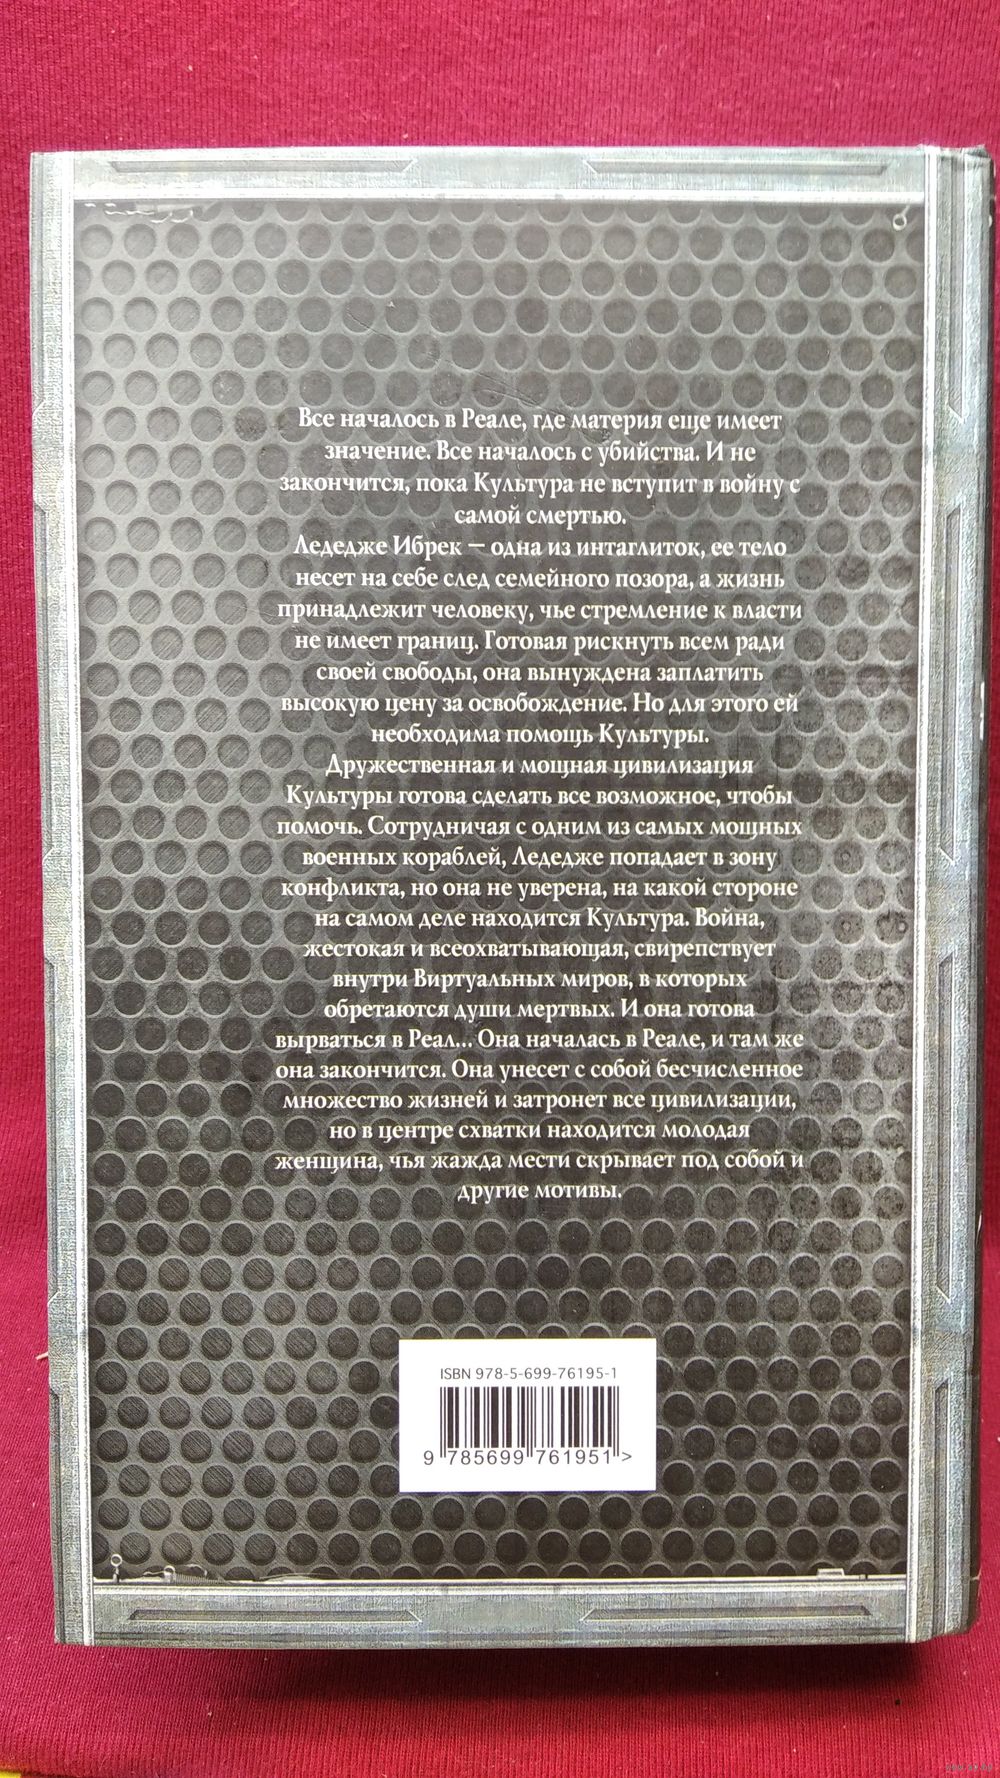 Все началось в Реале, где материя еще имеет
значение. Все началось с убийства. И не
закончится, пока Культура не вступит в войну с
самой смертью.
Лededже Ибрек — одна из интаглиток, ее тело
несет на себе след семейного позора, а жизнь
принадлежит человеку, чье стремление к власти
не имеет границ. Готовая рискнуть всем ради
своей свободы, она вынуждена заплатить
высокую цену за освобождение. Но для этого ей
необходима помощь Культуры.
Дружественная и мощная цивилизация
Культуры готова сделать все возможное, чтобы
помочь. Сотрудничая с одним из самых мощных
военных кораблей, Ледедже попадает в зону
конфликта, но она не уверена, на какой стороне
на самом деле находится Культура. Война,
жестокая и всеохватывающая, свирепствует
внутри Виртуальных миров, в которых
обретаются души мертвых. И она готова
вырваться в Реал... Она началась в Реале, и там же
она закончится. Она унесет с собой бесчисленное
множество жизней и затронет все цивилизации,
но в центре схватки находится молодая
женщина, чья жажда мести скрывает под собой и
другие мотивы.
ISBN 978-5-699-76195-1
9 785699 761951 >